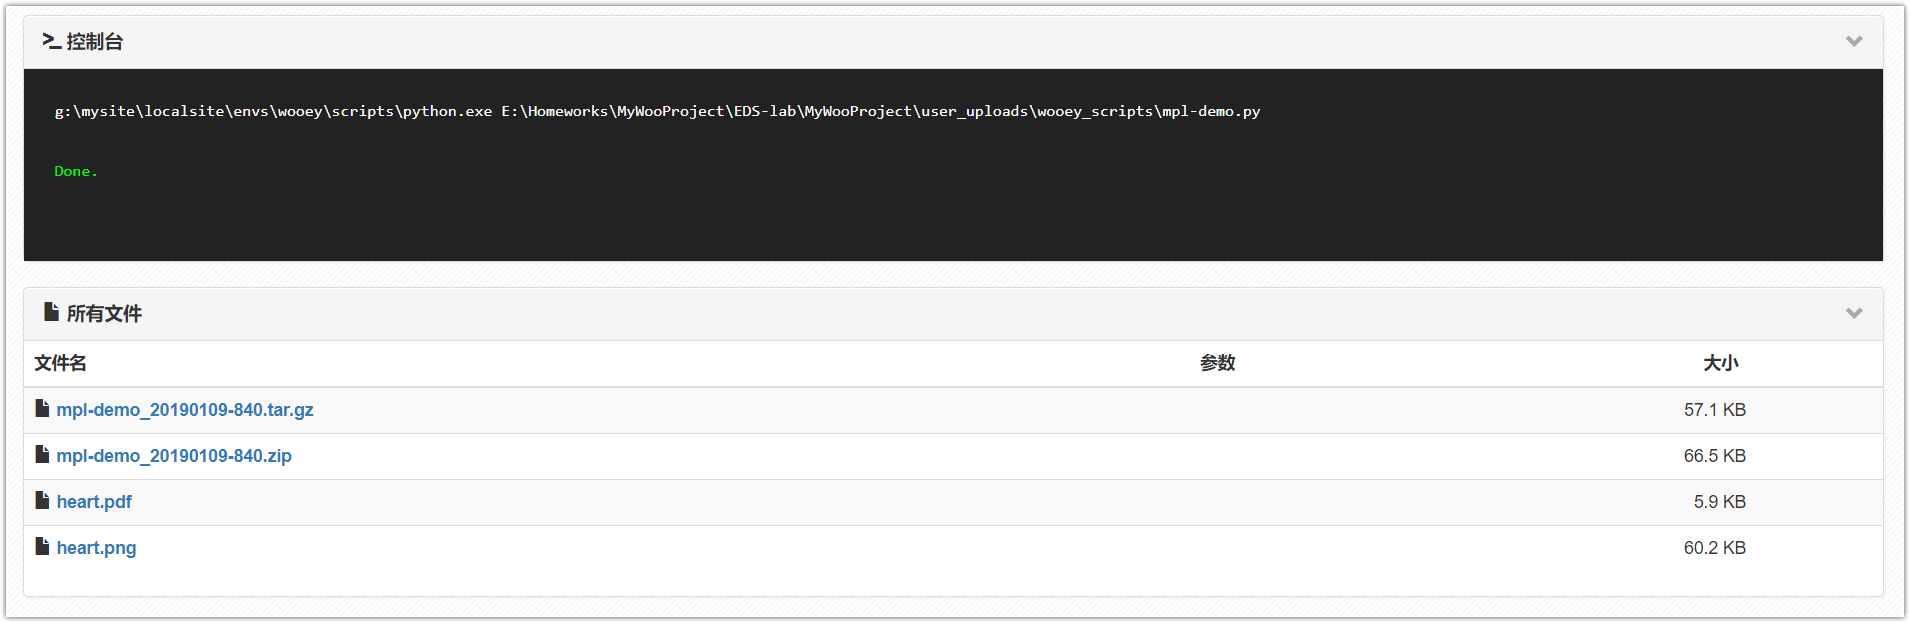 控制台
g:\mysite\localsite\envs\wooey\scripts\python.exe E:\Homeworks\MyWooProject\EDS-lab\MyWooProject\user_uploads\wooey_scripts\mpl-demo.py
Done.
所有文件
文件名 参数 大小
mpl-demo_20190109-840.tar.gz 57.1 KB
mpl-demo_20190109-840.zip 66.5 KB
heart.pdf 5.9 KB
heart.png 60.2 KB